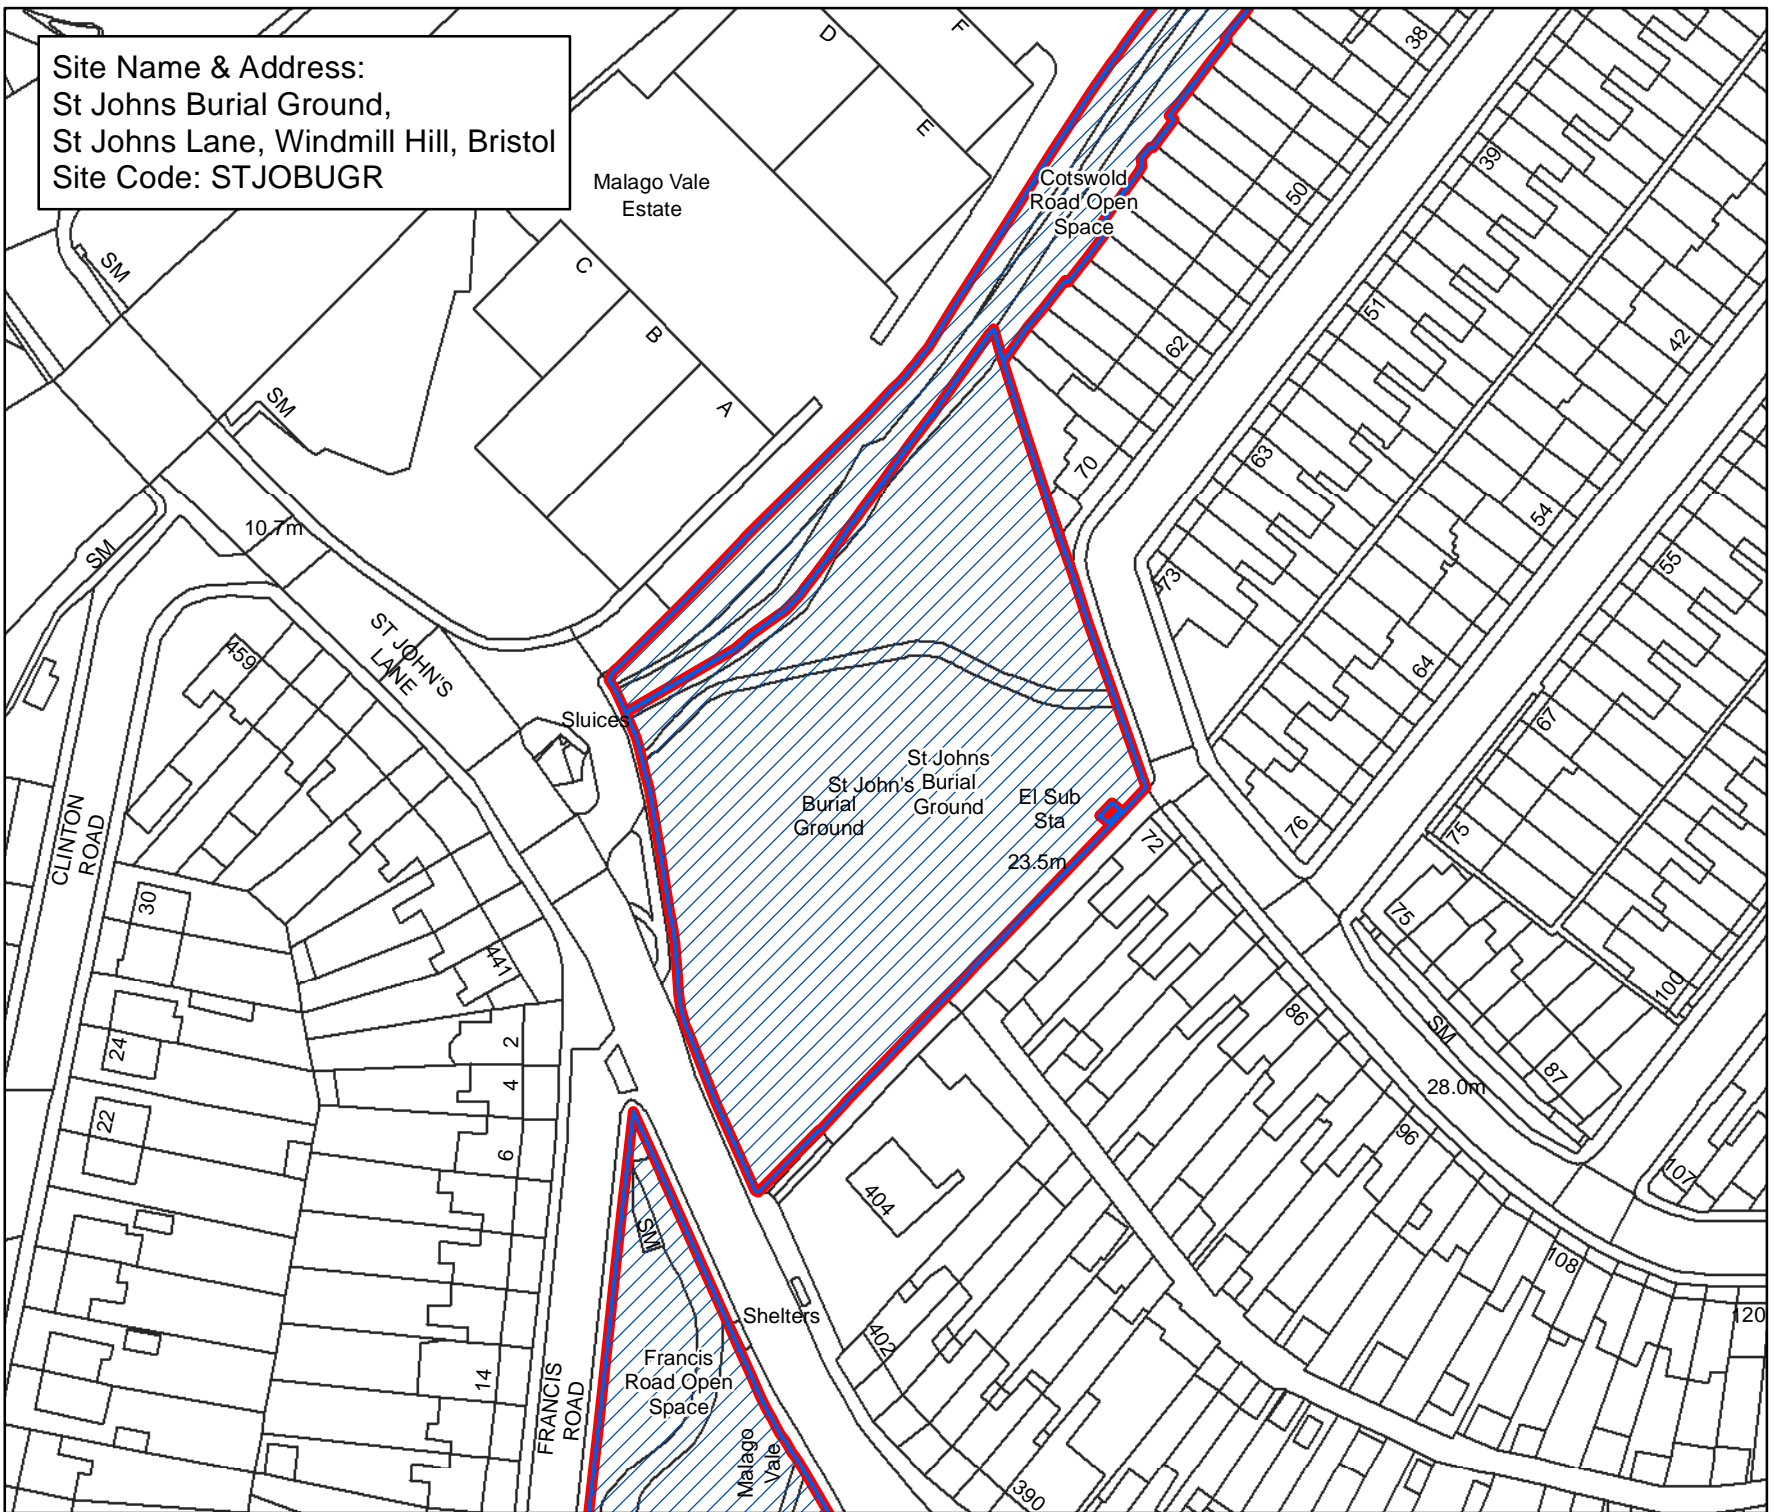 Site Name & Address:
St Johns Burial Ground,
St Johns Lane, Windmill Hill, Bristol
Site Code: STJOBUGR
D
F
38
E
Malago Vale
Estate
Cotswold
Road Open
Space
39
50
SM
C
B
A
51
62
42
SM
70
63
54
10.7m
SM
73
55
ST JOHN'S
LANE
459
64
67
Sluices
St Johns
Burial
Ground
St John's
Burial
Ground
El Sub
Sta
23.5m
72
76
75
CLINTON
ROAD
30
75
441
100
86
SM
2
24
4
28.0m
87
22
96
6
107
404
SM
108
Shelters
120
402
Francis
Road Open
Space
14
FRANCIS
ROAD
Malago
Vale
390